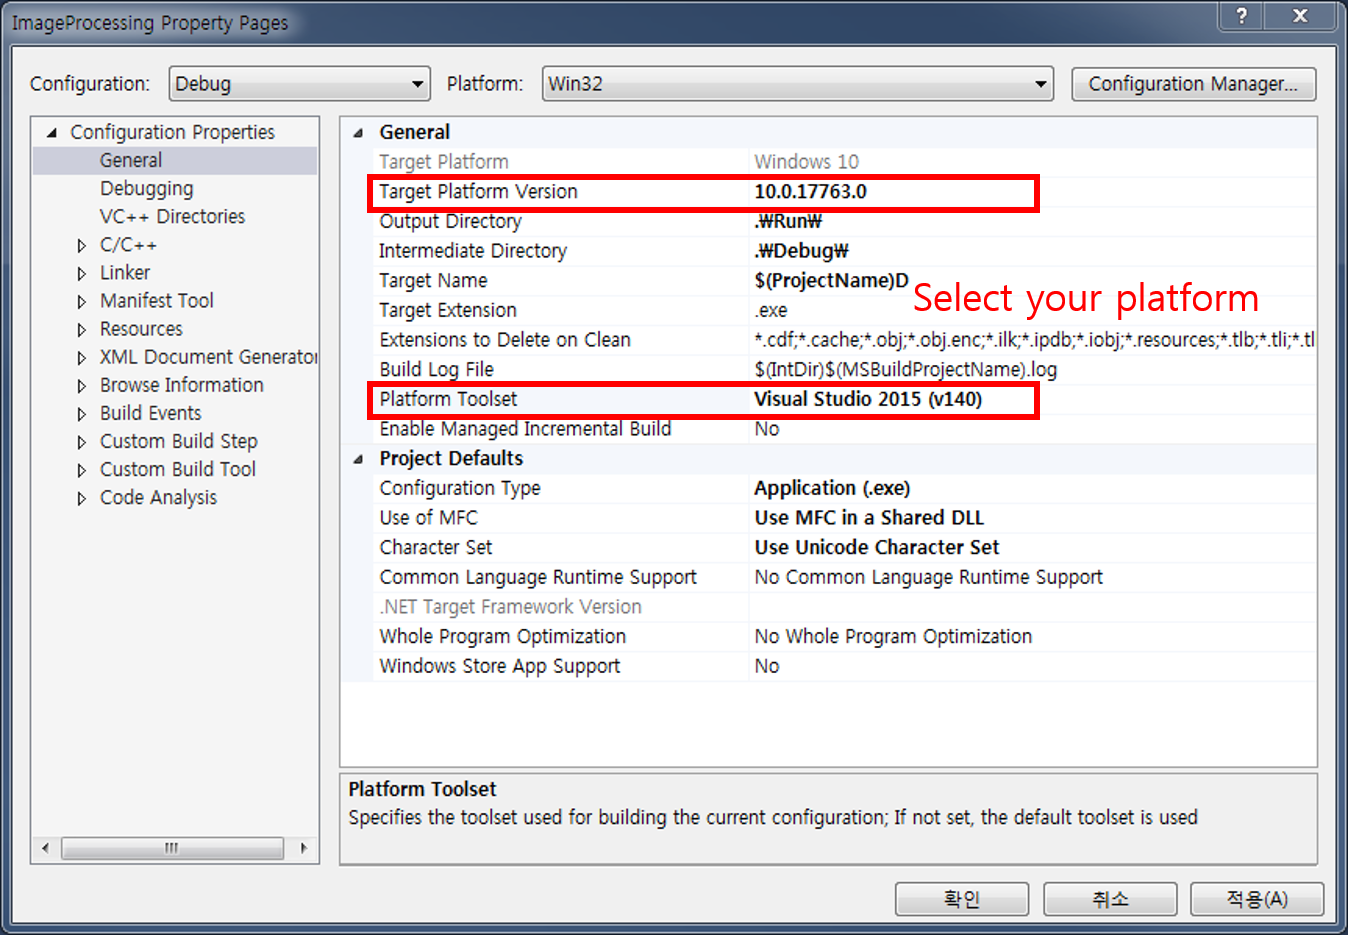 ImageProcessing Property Pages
Configuration: Debug Platform: Win32 Configuration Manager...
Configuration Properties
General
Debugging
VC++ Directories
C/C++
Linker
Manifest Tool
Resources
XML Document Generator
Browse Information
Build Events
Custom Build Step
Custom Build Tool
Code Analysis
General
Target Platform Windows 10
Target Platform Version 10.0.17763.0
Output Directory .₩Run₩
Intermediate Directory .₩Debug₩
Target Name $(ProjectName)D
Select your platform
Target Extension .exe
Extensions to Delete on Clean *.cdf;*.cache;*.obj;*.obj.enc;*.ilk;*.ipdb;*.iobj;*.resources;*.tlb;*.tli;*.tl
Build Log File $(IntDir)$(MSBuildProjectName).log
Platform Toolset Visual Studio 2015 (v140)
Enable Managed Incremental Build No
Project Defaults
Configuration Type Application (.exe)
Use of MFC Use MFC in a Shared DLL
Character Set Use Unicode Character Set
Common Language Runtime Support No Common Language Runtime Support
.NET Target Framework Version
Whole Program Optimization No Whole Program Optimization
Windows Store App Support No
Platform Toolset
Specifies the toolset used for building the current configuration; If not set, the default toolset is used
확인 취소 적용(A)